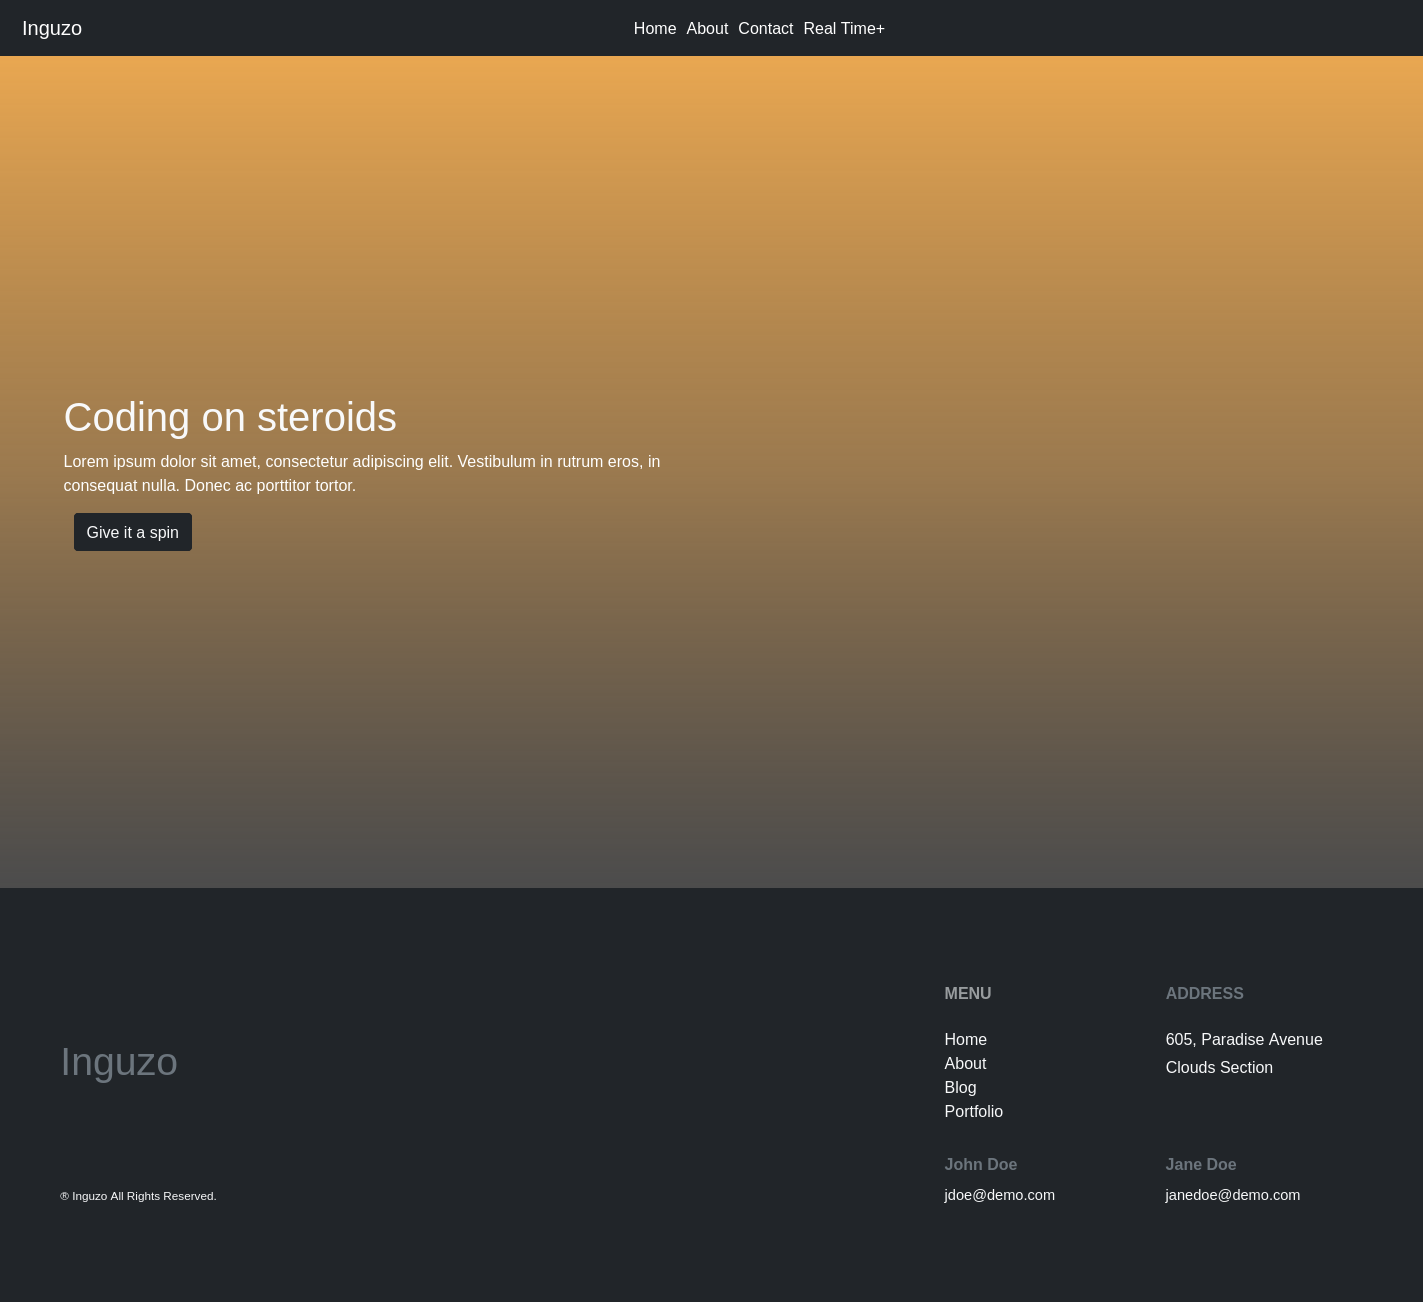 Inguzo
Home About Contact Real Time+
Coding on steroids
Lorem ipsum dolor sit amet, consectetur adipiscing elit. Vestibulum in rutrum eros, in
consequat nulla. Donec ac porttitor tortor.
Give it a spin
Inguzo
® Inguzo All Rights Reserved.
MENU
Home
About
Blog
Portfolio
ADDRESS
605, Paradise Avenue
Clouds Section
John Doe
jdoe@demo.com
Jane Doe
janedoe@demo.com